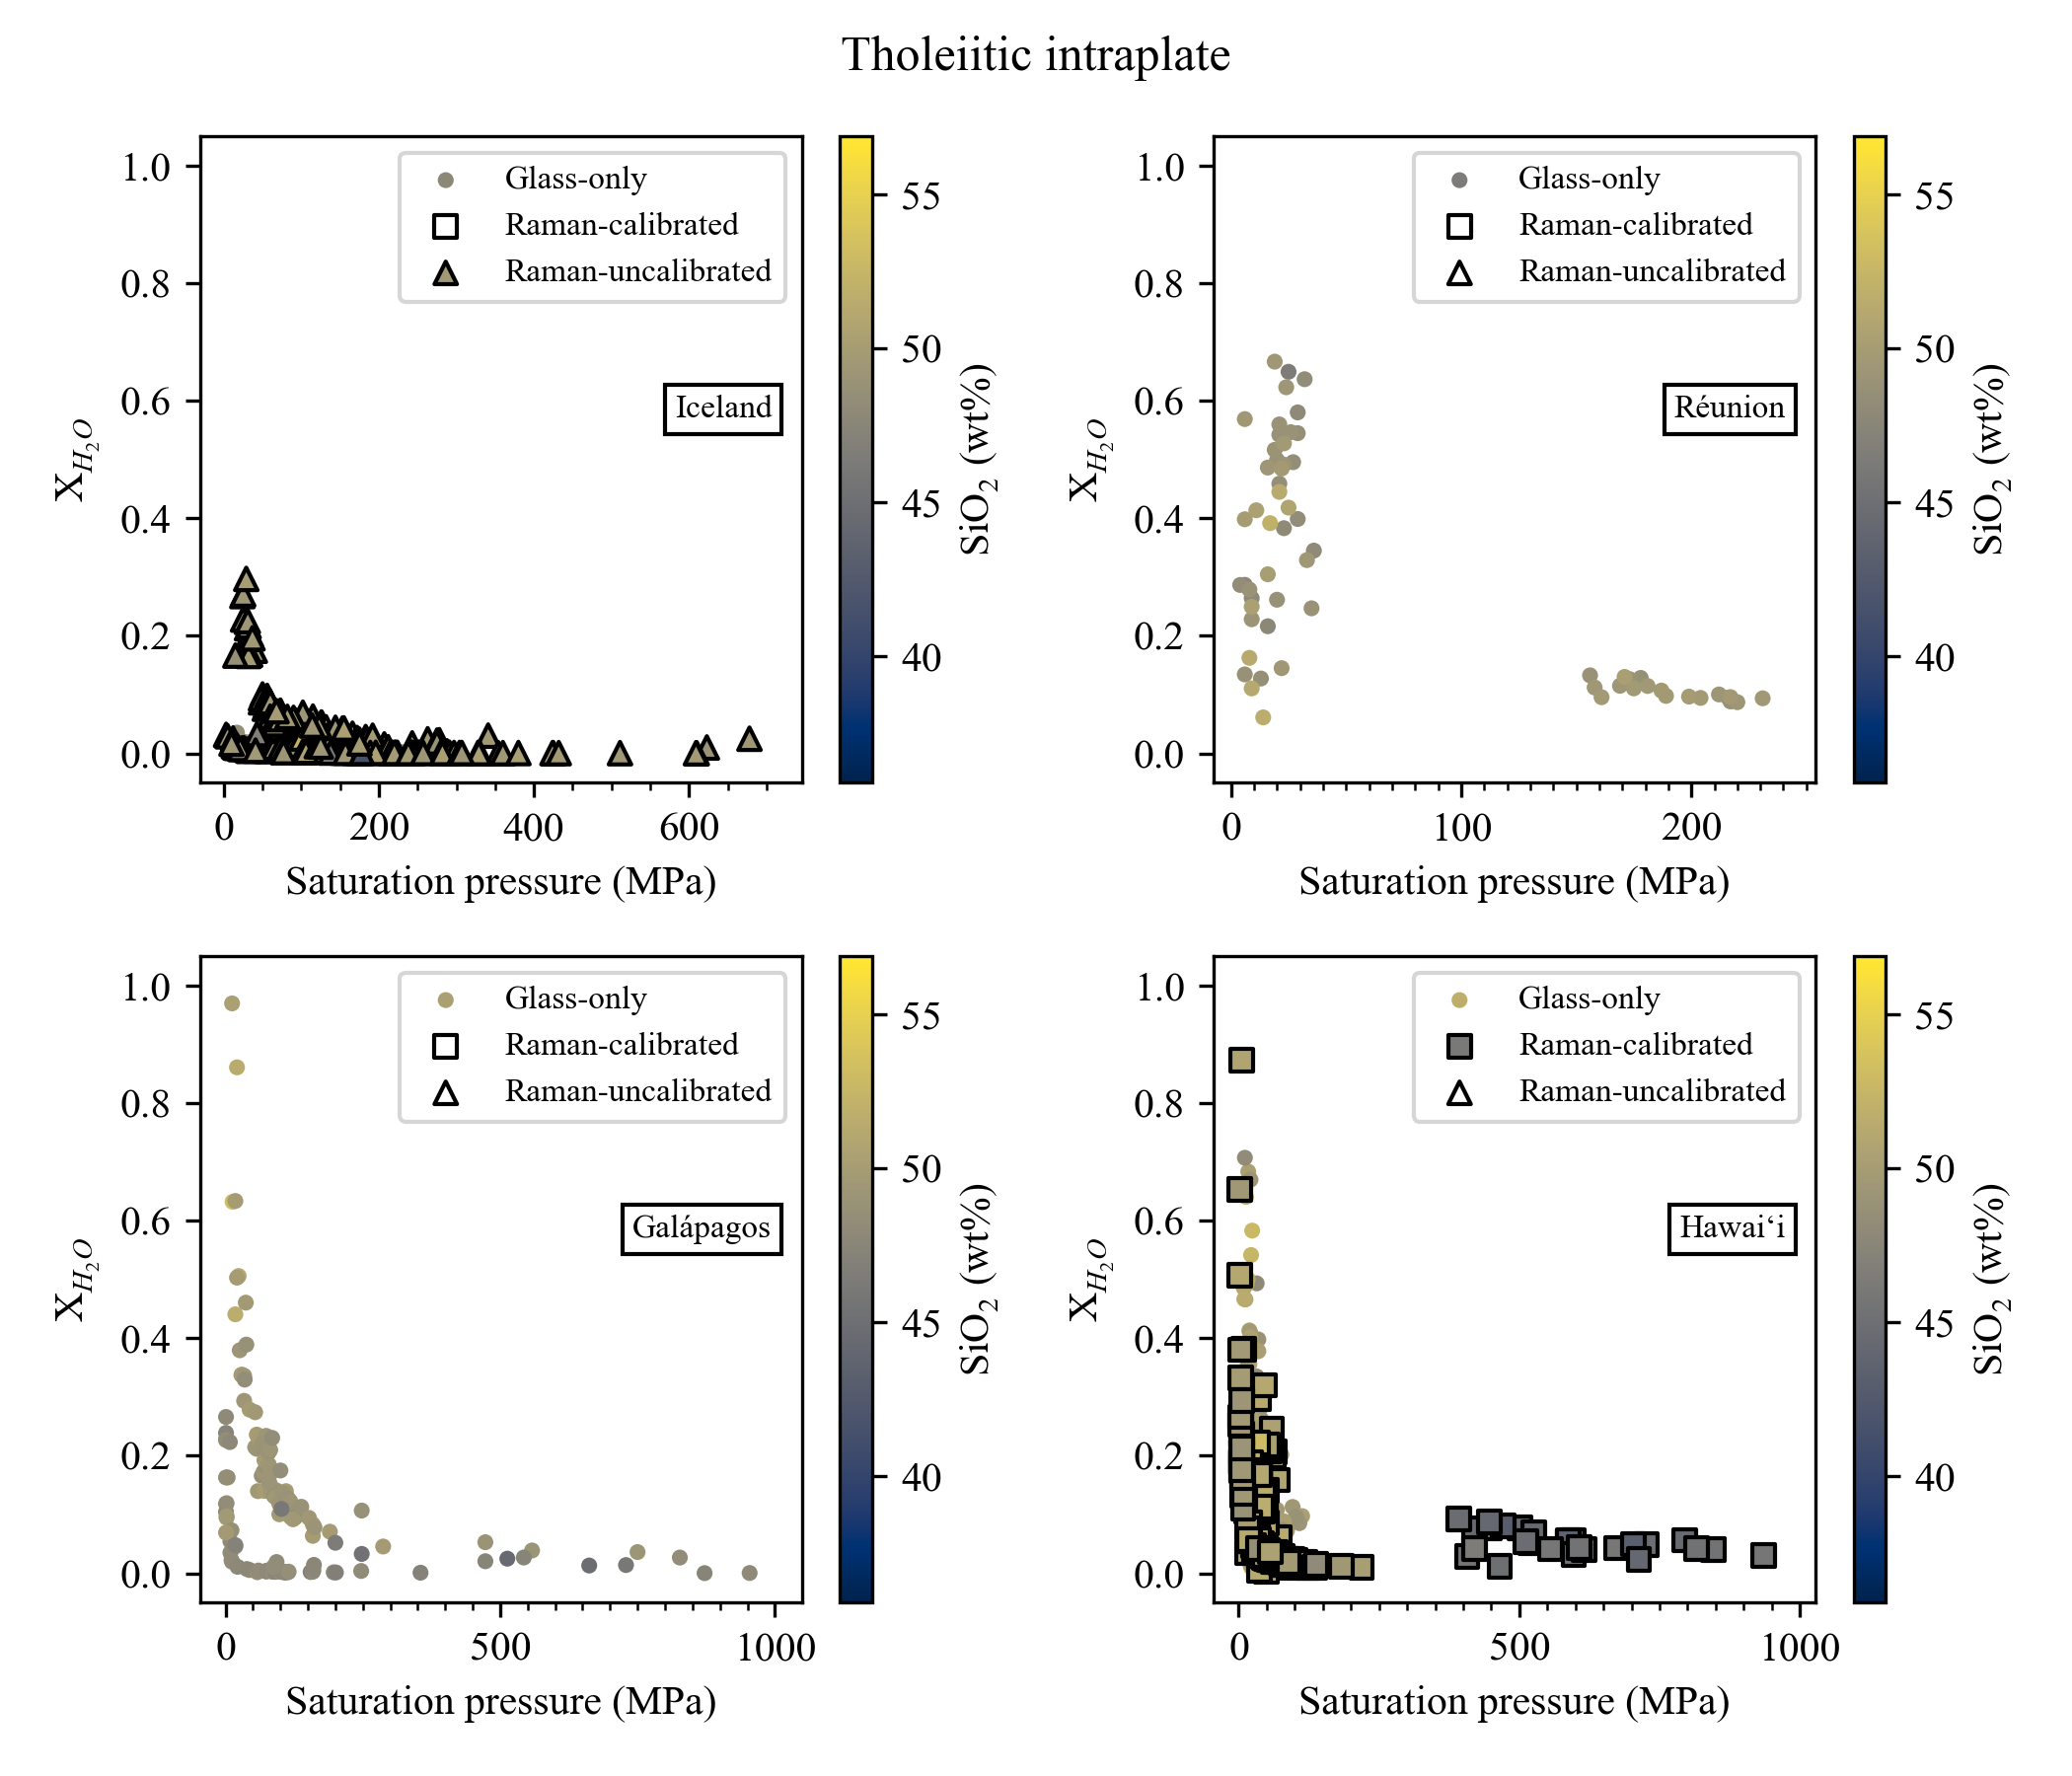 Tholeiitic intraplate
1.0
0.8
0.6
0.4
0.2
0.0
X_{H_2O}
0 200 400 600
Saturation pressure (MPa)
Glass-only
Raman-calibrated
Raman-uncalibrated
Iceland
55
50
45
40
SiO₂ (wt%)
1.0
0.8
0.6
0.4
0.2
0.0
X_{H_2O}
0 100 200
Saturation pressure (MPa)
Glass-only
Raman-calibrated
Raman-uncalibrated
Réunion
55
50
45
40
SiO₂ (wt%)
1.0
0.8
0.6
0.4
0.2
0.0
X_{H_2O}
0 500 1000
Saturation pressure (MPa)
Glass-only
Raman-calibrated
Raman-uncalibrated
Galápagos
55
50
45
40
SiO₂ (wt%)
1.0
0.8
0.6
0.4
0.2
0.0
X_{H_2O}
0 500 1000
Saturation pressure (MPa)
Glass-only
Raman-calibrated
Raman-uncalibrated
Hawai‘i
55
50
45
40
SiO₂ (wt%)